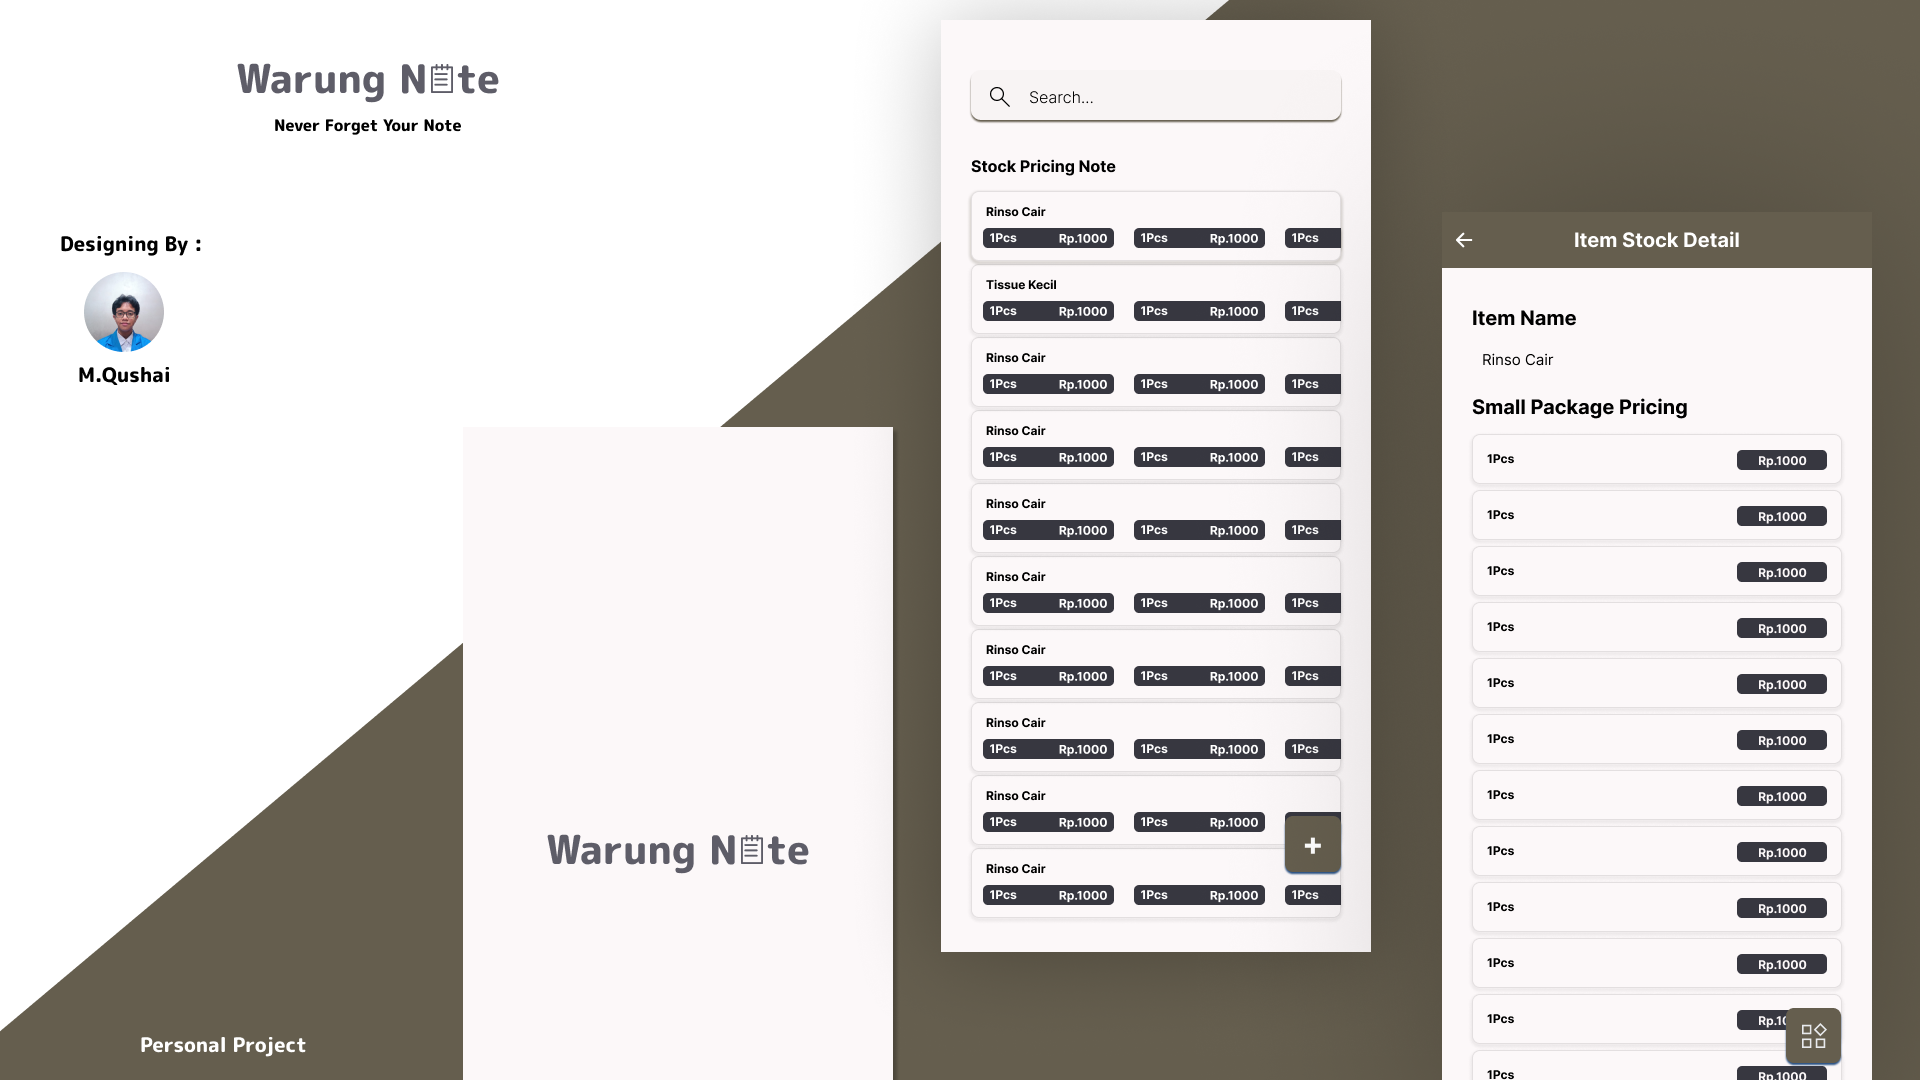 Warung Note
Never Forget Your Note
Designing By :
M.Qushai
Personal Project
Warung Note
Search...
Stock Pricing Note
Rinso Cair
1Pcs Rp.1000 1Pcs Rp.1000 1Pcs
Tissue Kecil
1Pcs Rp.1000 1Pcs Rp.1000 1Pcs
Rinso Cair
1Pcs Rp.1000 1Pcs Rp.1000 1Pcs
Rinso Cair
1Pcs Rp.1000 1Pcs Rp.1000 1Pcs
Rinso Cair
1Pcs Rp.1000 1Pcs Rp.1000 1Pcs
Rinso Cair
1Pcs Rp.1000 1Pcs Rp.1000 1Pcs
Rinso Cair
1Pcs Rp.1000 1Pcs Rp.1000 1Pcs
Rinso Cair
1Pcs Rp.1000 1Pcs Rp.1000 1Pcs
Rinso Cair
1Pcs Rp.1000 1Pcs Rp.1000
Rinso Cair
1Pcs Rp.1000 1Pcs Rp.1000 1Pcs
Item Stock Detail
Item Name
Rinso Cair
Small Package Pricing
1Pcs Rp.1000
1Pcs Rp.1000
1Pcs Rp.1000
1Pcs Rp.1000
1Pcs Rp.1000
1Pcs Rp.1000
1Pcs Rp.1000
1Pcs Rp.1000
1Pcs Rp.1000
1Pcs Rp.1000
1Pcs Rp.10
1Pcs Rp.1000